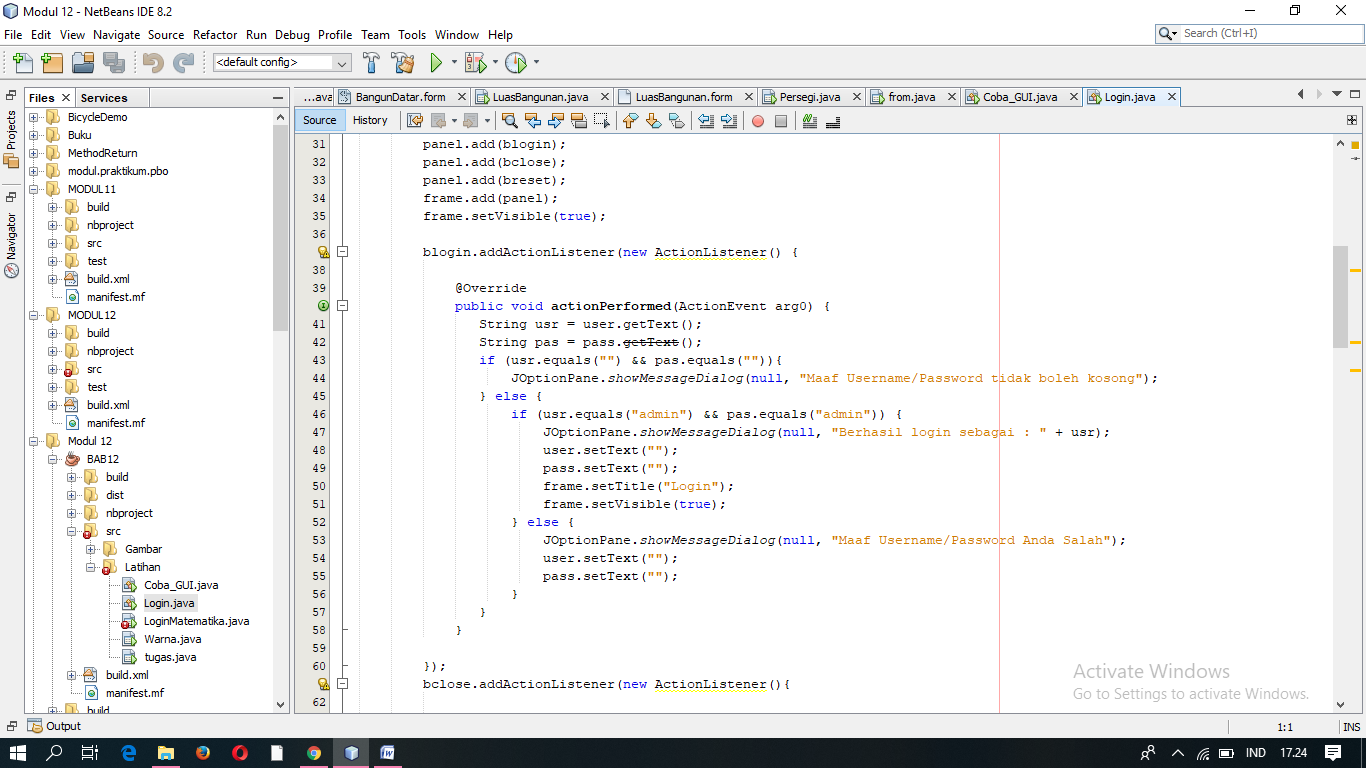 Modul 12 - NetBeans IDE 8.2
File Edit View Navigate Source Refactor Run Debug Profile Team Tools Window Help
Search (Ctrl+I)
<default config>
Projects
Navigator
Files
Services
BicycleDemo
Buku
MethodReturn
modul.praktikum.pbo
MODUL11
build
nbproject
src
test
build.xml
manifest.mf
MODUL12
build
nbproject
src
test
build.xml
manifest.mf
Modul 12
BAB12
build
dist
nbproject
src
Gambar
Latihan
Coba_GUI.java
Login.java
LoginMatematika.java
Warna.java
tugas.java
build.xml
manifest.mf
build
...ava BangunDatar.form LuasBangunan.java LuasBangunan.form Persegi.java from.java Coba_GUI.java Login.java
Source History
31 panel.add(blogin);
32 panel.add(bclose);
33 panel.add(breset);
34 frame.add(panel);
35 frame.setVisible(true);
36
blogin.addActionListener(new ActionListener() {
38
39 @Override
public void actionPerformed(ActionEvent arg0) {
41 String usr = user.getText();
42 String pas = pass.getText();
43 if (usr.equals("") && pas.equals("")){
44 JOptionPane.showMessageDialog(null, "Maaf Username/Password tidak boleh kosong");
45 } else {
46 if (usr.equals("admin") && pas.equals("admin")) {
47 JOptionPane.showMessageDialog(null, "Berhasil login sebagai : " + usr);
48 user.setText("");
49 pass.setText("");
50 frame.setTitle("Login");
51 frame.setVisible(true);
52 } else {
53 JOptionPane.showMessageDialog(null, "Maaf Username/Password Anda Salah");
54 user.setText("");
55 pass.setText("");
56 }
57 }
58 }
59
60 });
bclose.addActionListener(new ActionListener(){
62
Activate Windows
Go to Settings to activate Windows.
Output
1:1 INS
IND 17.24